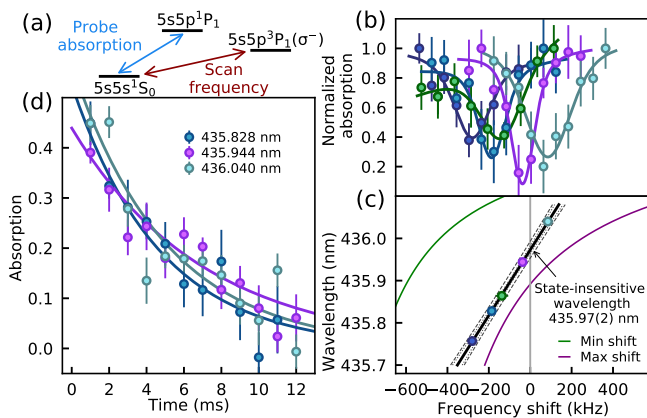 (a)
5s5p¹P₁
5s5p³P₁(σ⁻)
Probe
absorption
Scan
frequency
5s5s¹S₀
(b)
Normalized
absorption
1.0
0.8
0.6
0.4
0.2
(d)
435.828 nm
435.944 nm
436.040 nm
Absorption
0.4
0.3
0.2
0.1
0.0
0
2
4
6
8
10
12
Time (ms)
(c)
Wavelength (nm)
436.0
435.9
435.8
435.7
State-insensitive
wavelength
435.97(2) nm
Min shift
Max shift
−600
−400
−200
0
200
400
Frequency shift (kHz)